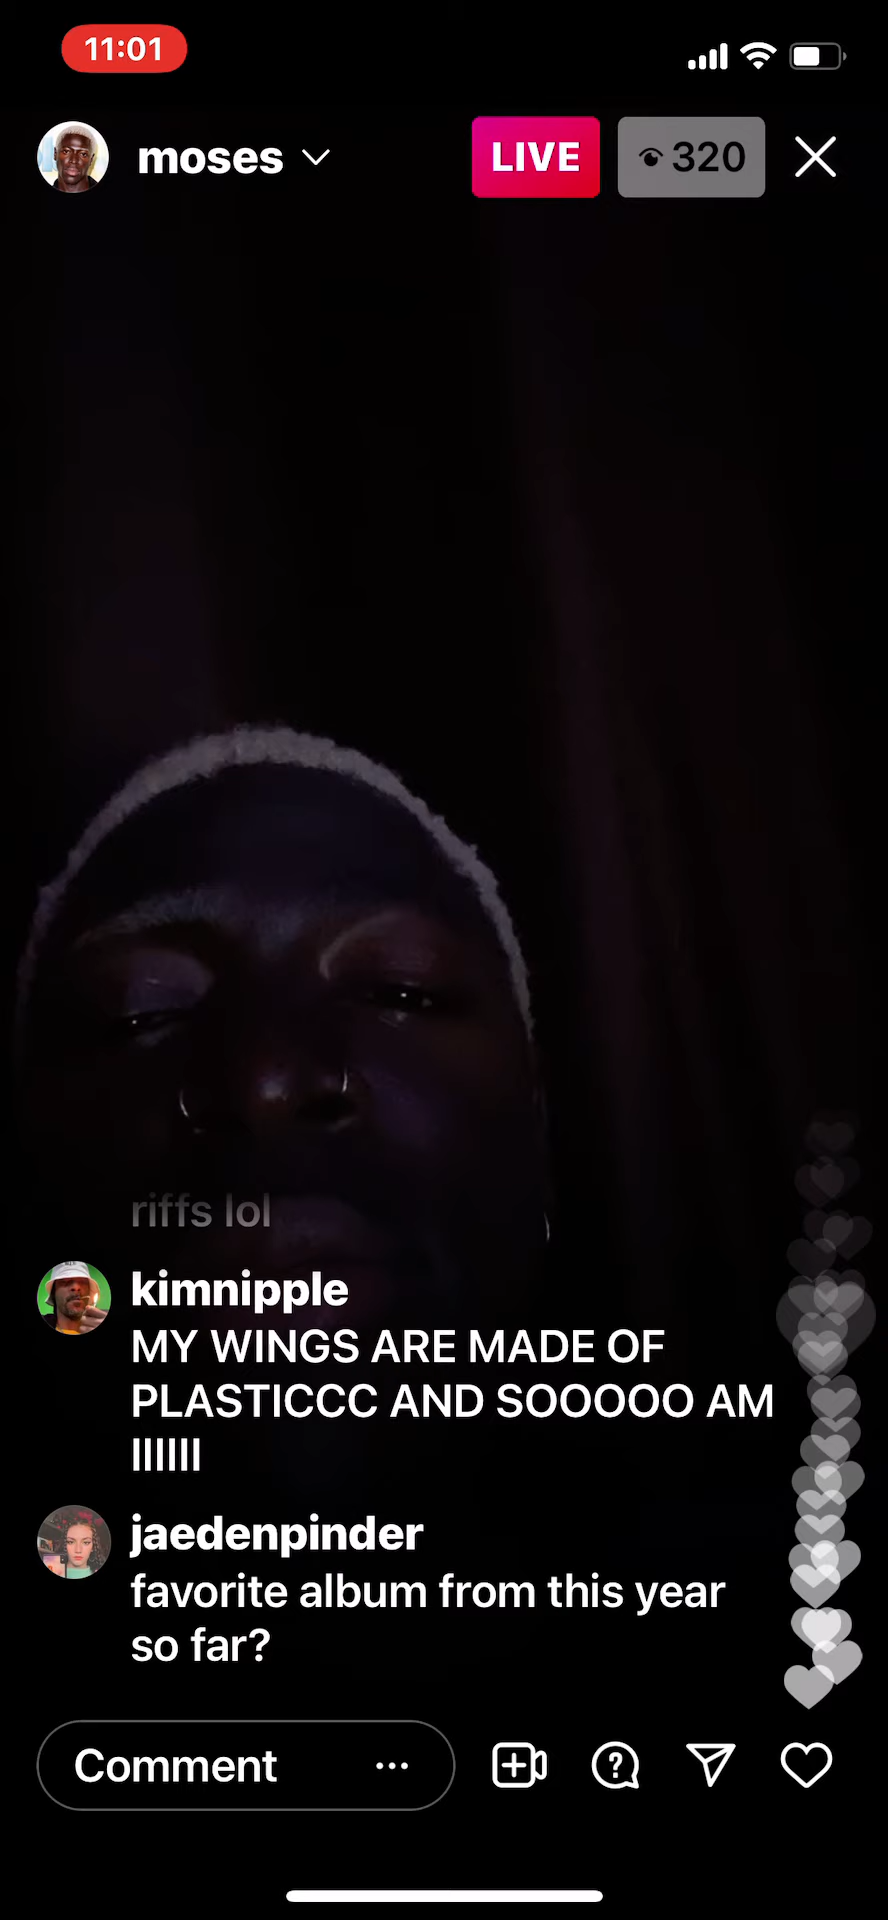 11:01
moses
LIVE
320
riffs lol
kimnipple
MY WINGS ARE MADE OF
PLASTICCC AND SOOOOO AM
IIIIII
jaedenpinder
favorite album from this year
so far?
Comment